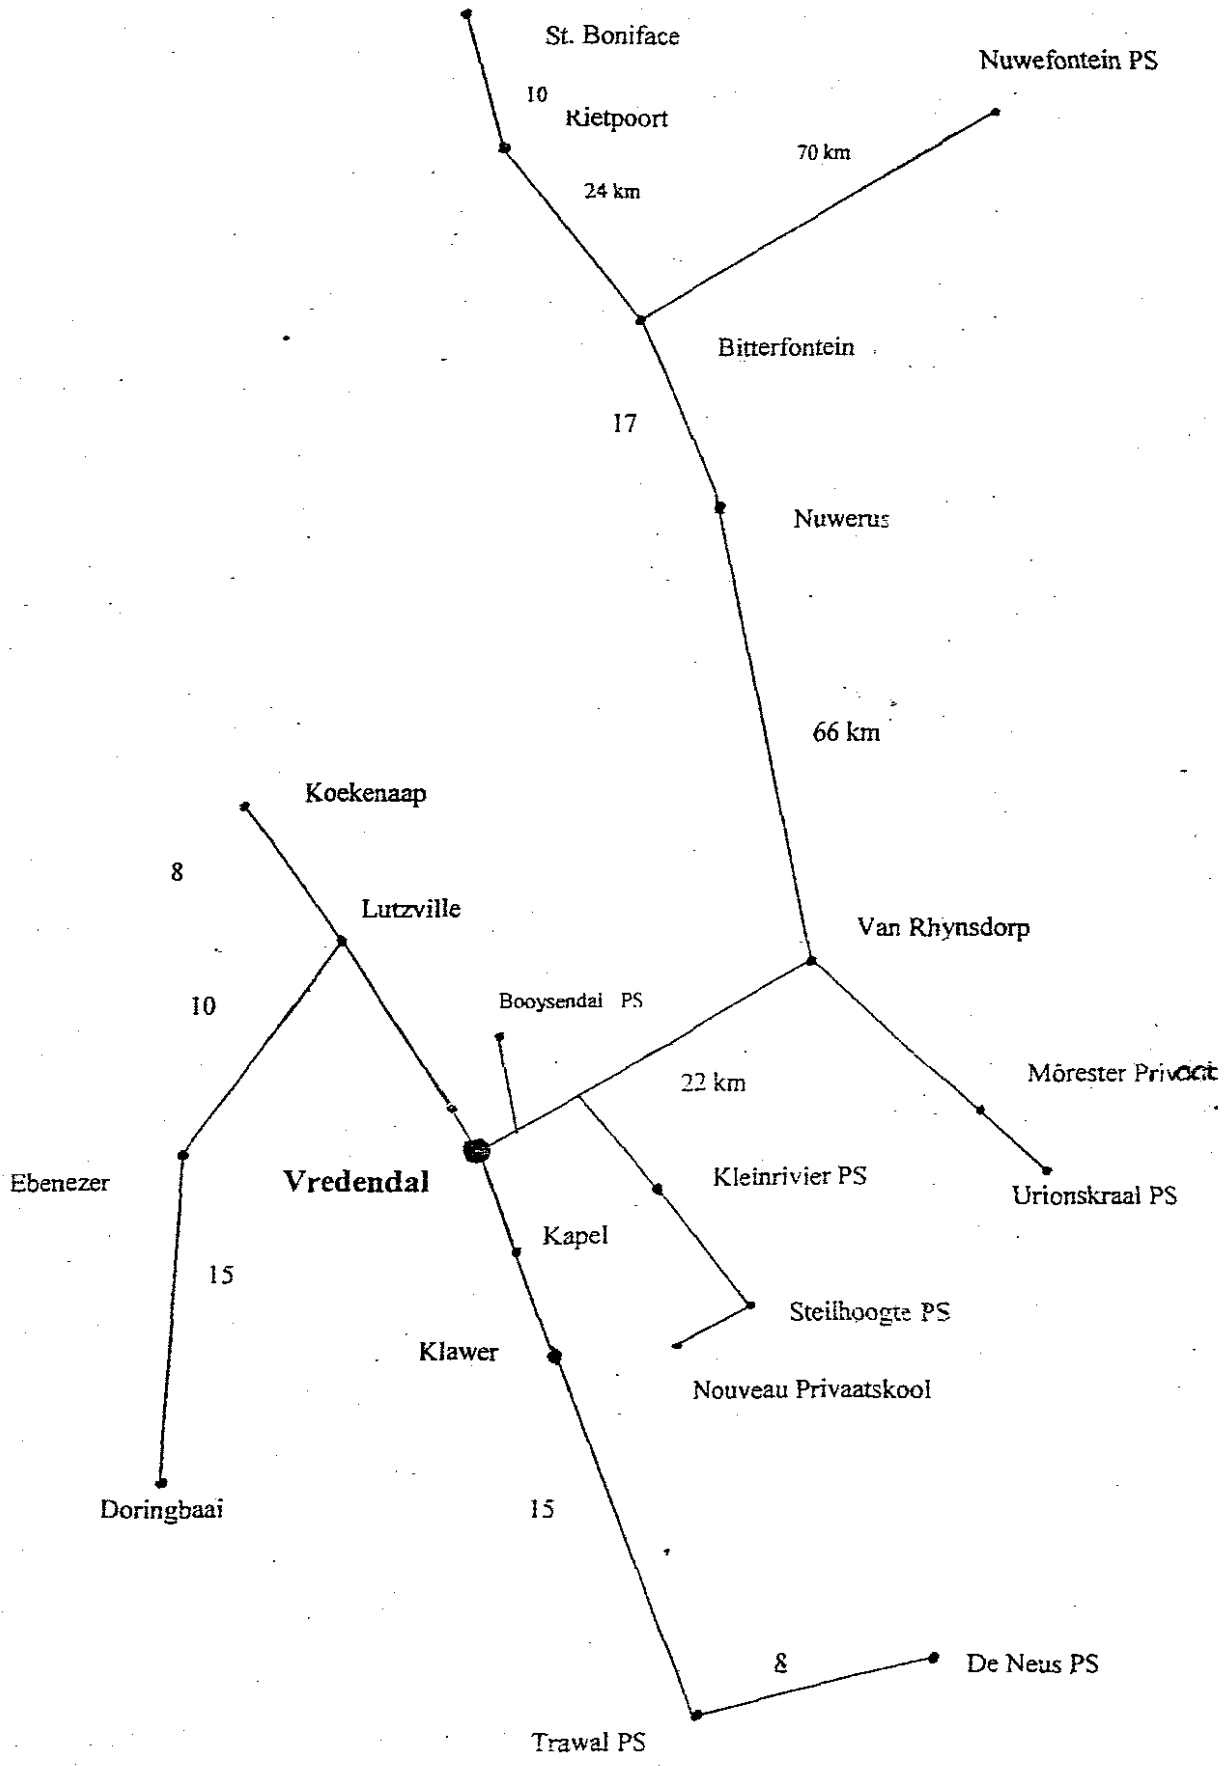 St. Boniface
Nuwefontein PS
10
Rietpoort
70 km
24 km
Bitterfontein
17
Nuwerus
66 km
Koekenaap
8
Lutzville
Van Rhynsdorp
10
Booysendal PS
Môrester Privaat
22 km
Ebenezer
Vredendal
Kleinrivier PS
Urionskraal PS
Kapel
15
Steilhoogte PS
Klawer
Nouveau Privaatskool
Doringbaai
15
8
De Neus PS
Trawal PS